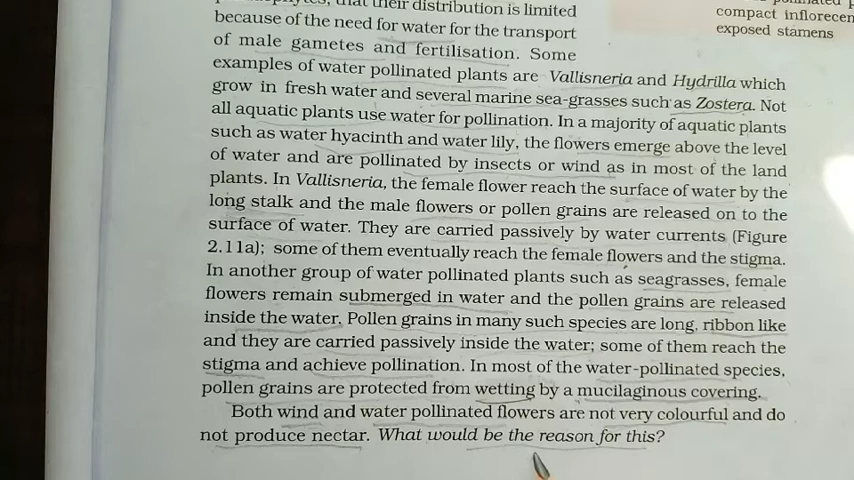 that their distribution is limited
because of the need for water for the transport
of male gametes and fertilisation. Some
examples of water pollinated plants are Vallisneria and Hydrilla which
grow in fresh water and several marine sea-grasses such as Zostera. Not
all aquatic plants use water for pollination. In a majority of aquatic plants
such as water hyacinth and water lily, the flowers emerge above the level
of water and are pollinated by insects or wind as in most of the land
plants. In Vallisneria, the female flower reach the surface of water by the
long stalk and the male flowers or pollen grains are released on to the
surface of water. They are carried passively by water currents (Figure
2.11a); some of them eventually reach the female flowers and the stigma.
In another group of water pollinated plants such as seagrasses, female
flowers remain submerged in water and the pollen grains are released
inside the water. Pollen grains in many such species are long, ribbon like
and they are carried passively inside the water; some of them reach the
stigma and achieve pollination. In most of the water-pollinated species,
pollen grains are protected from wetting by a mucilaginous covering.
Both wind and water pollinated flowers are not very colourful and do
not produce nectar. What would be the reason for this?
compact
exposed stamens